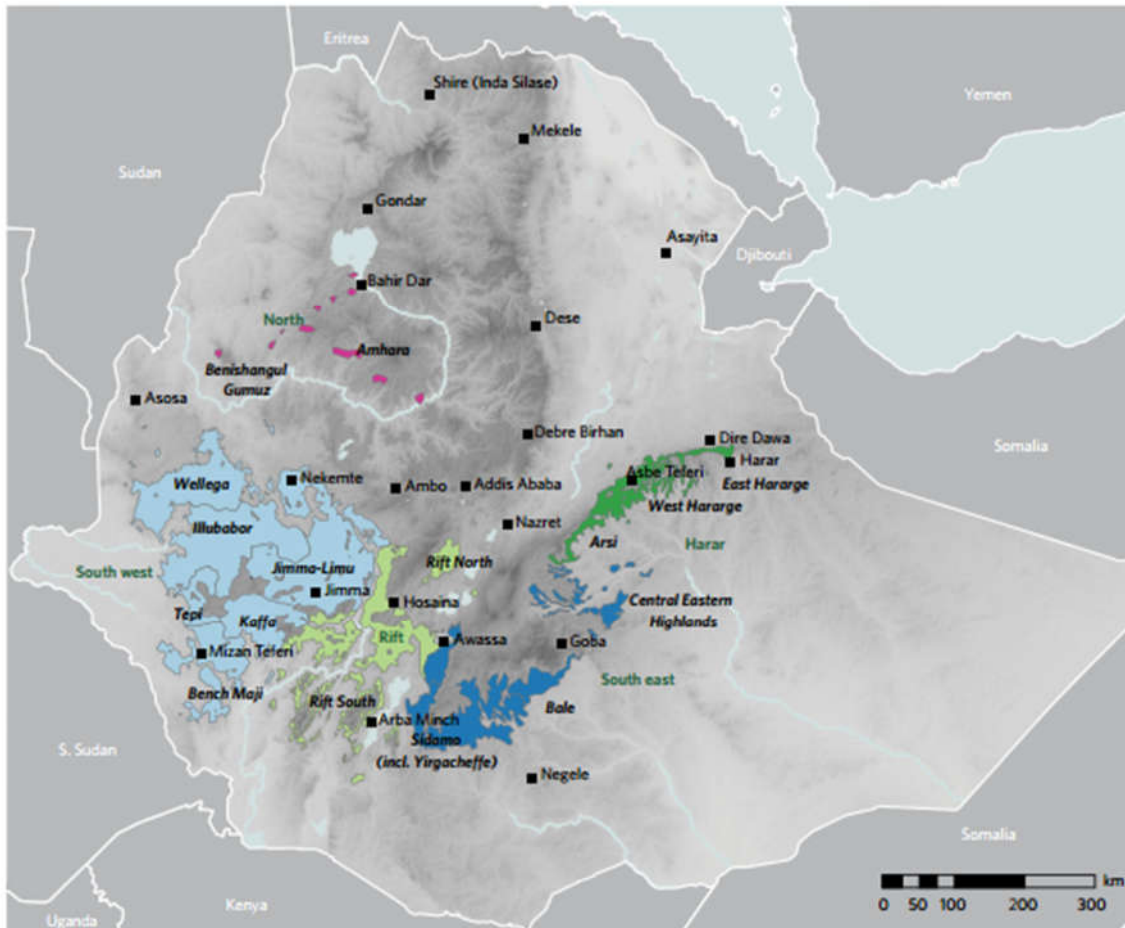 Eritrea
Shire (Inda Silase)
Yemen
Mekele
Sudan
Gondar
Asayita
Djibouti
Bahir Dar
North
Dese
Amhara
Benishangul
Gumuz
Asosa
Debre Birhan
Dire Dawa
Somalia
Harar
Asbe Teferi
East Hararge
Wellega
Nekemte
Ambo
Addis Ababa
West Hararge
Illubabor
Nazret
Arsi
Harar
Rift North
South west
Jimma-Limu
Jimma
Hosaina
Tepi
Kaffa
Central Eastern
Highlands
Rift
Awassa
Goba
Mizan Teferi
South east
Bench Maji
Rift South
Bale
Arba Minch
Sidamo
(incl. Yirgacheffe)
S. Sudan
Negele
Somalia
km
0 50 100 200 300
Kenya
Uganda